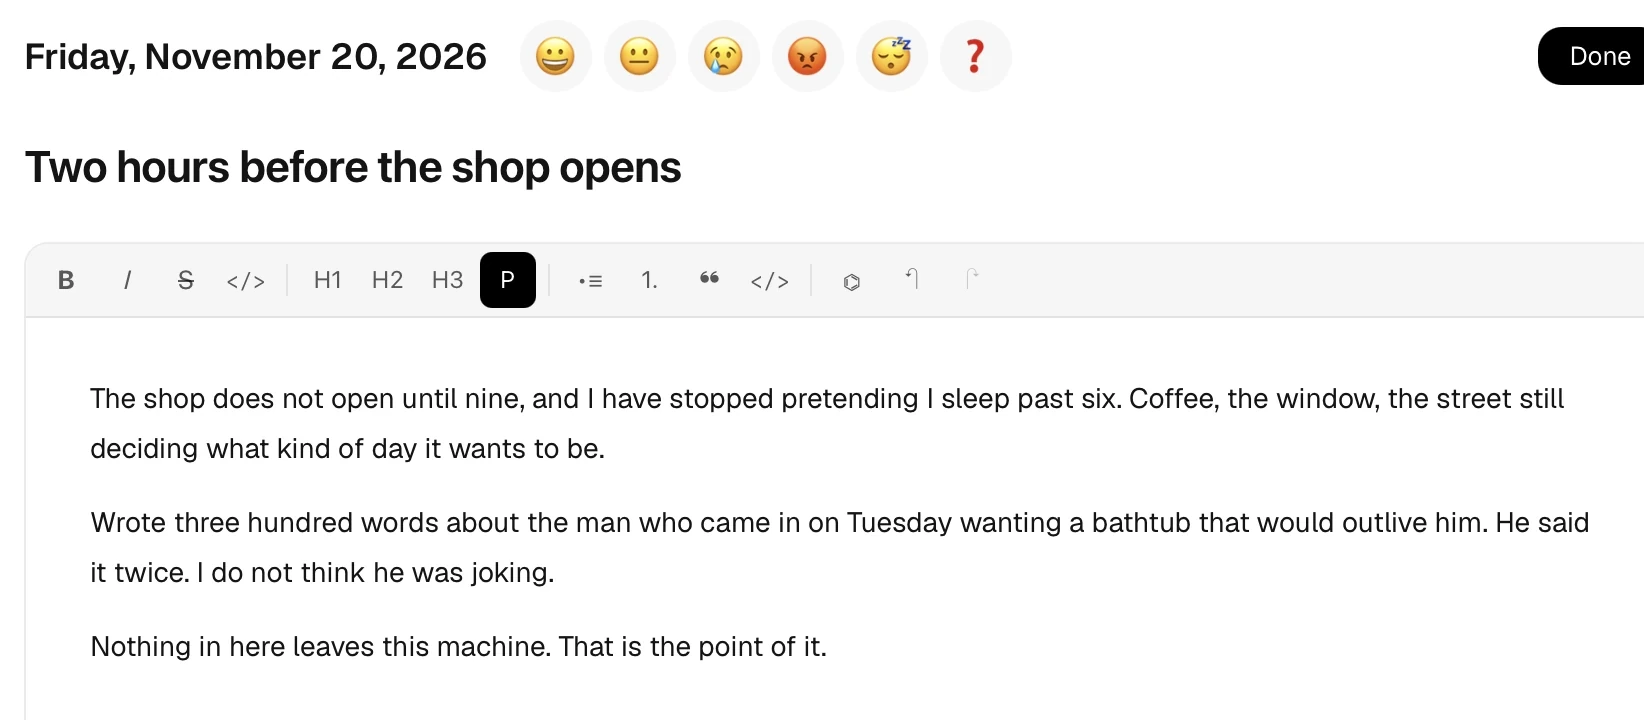 Friday, November 20, 2026
Done
Two hours before the shop opens
B I S </> H1 H2 H3 P 1. ❝ </>
The shop does not open until nine, and I have stopped pretending I sleep past six. Coffee, the window, the street still
deciding what kind of day it wants to be.
Wrote three hundred words about the man who came in on Tuesday wanting a bathtub that would outlive him. He said
it twice. I do not think he was joking.
Nothing in here leaves this machine. That is the point of it.